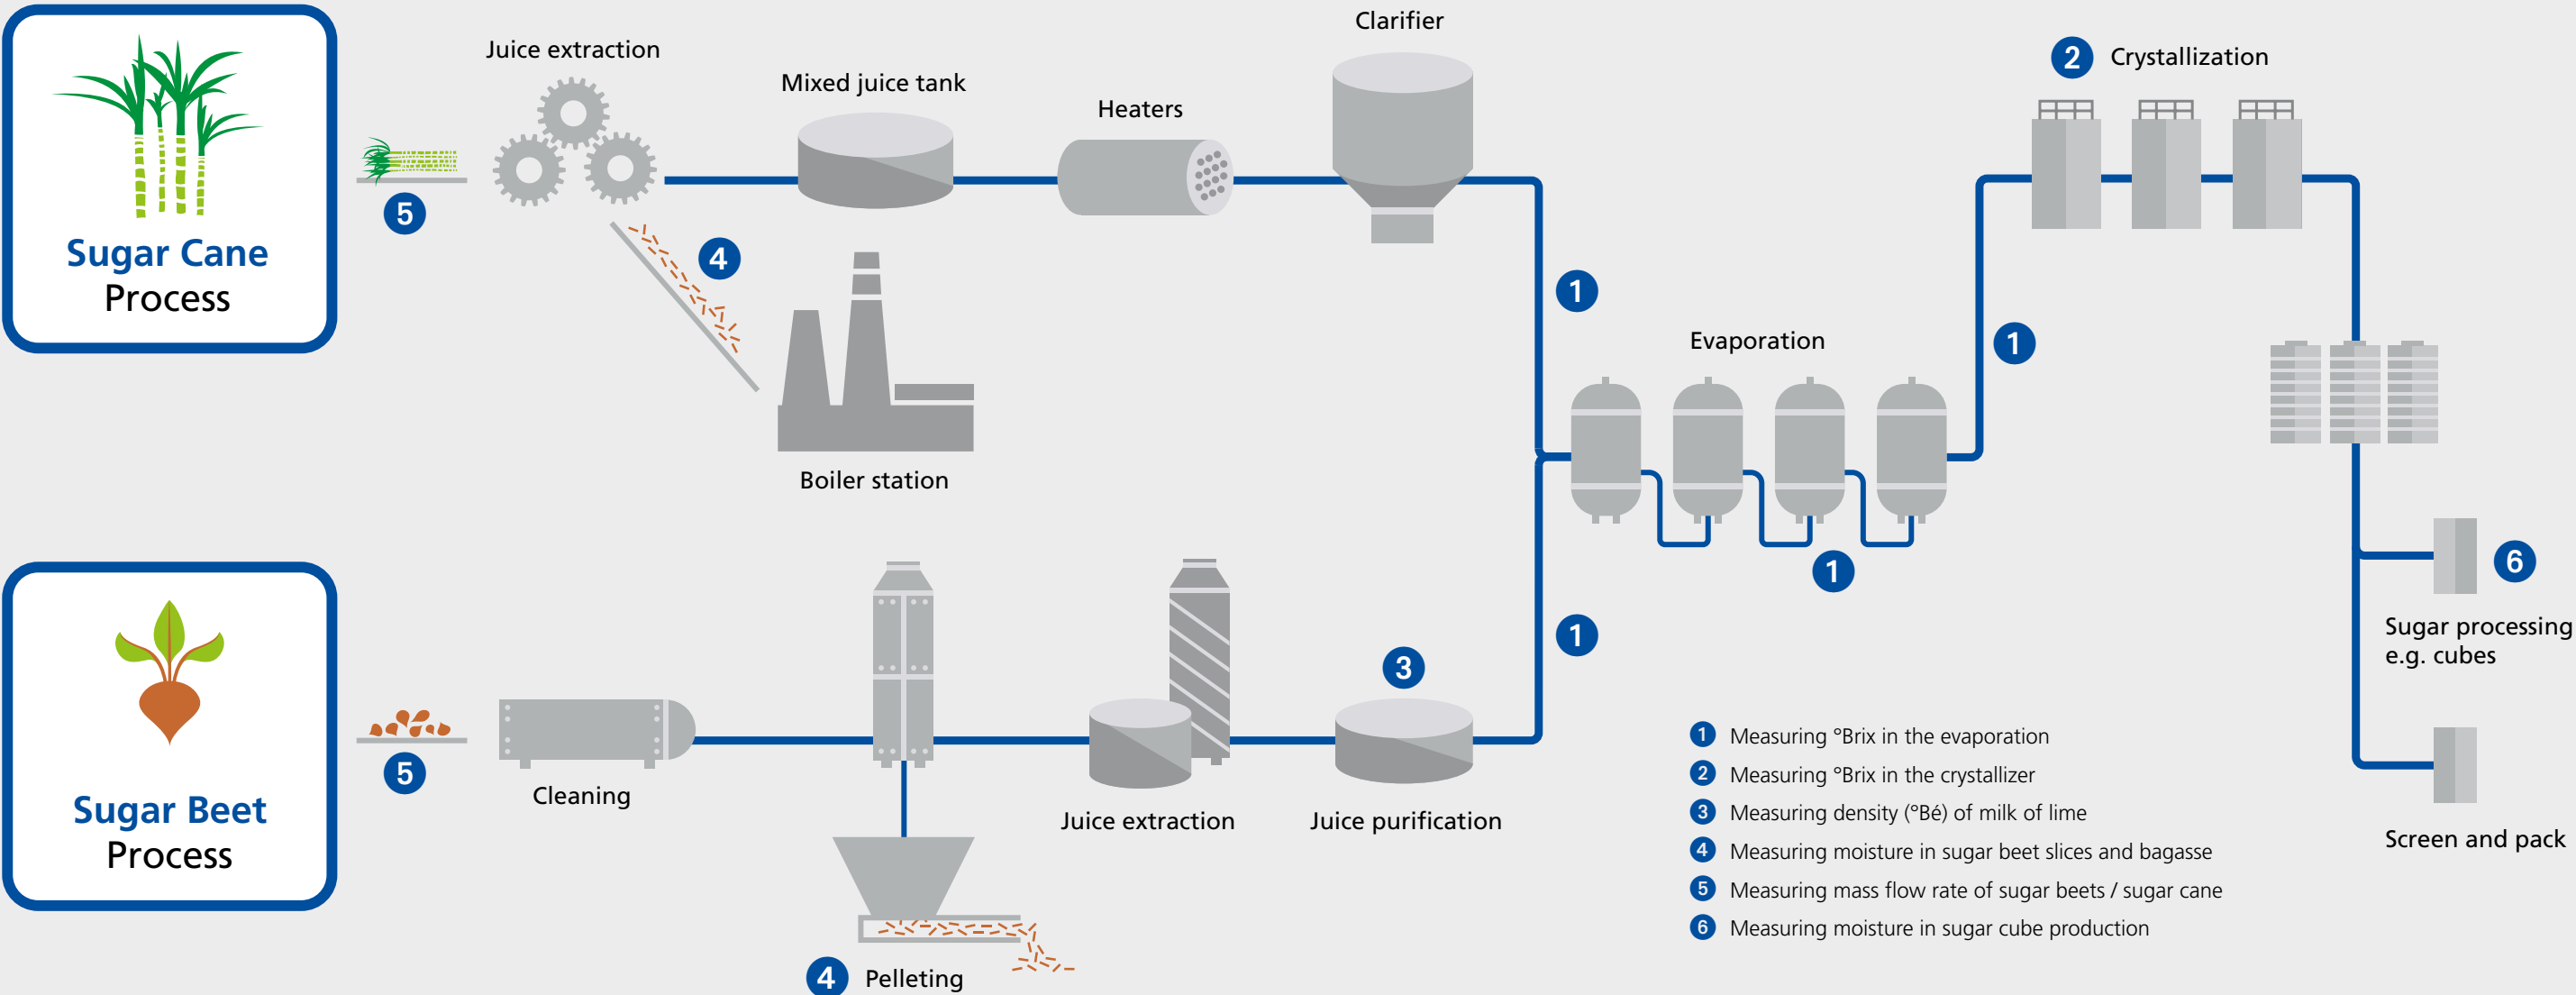 Sugar Cane
Process
5
Juice extraction
4
Boiler station
Mixed juice tank
Heaters
Clarifier
1
Sugar Beet
Process
5
Cleaning
4 Pelleting
Juice extraction
3
Juice purification
1
Evaporation
1
1
2 Crystallization
6
Sugar processing
e.g. cubes
Screen and pack
1 Measuring °Brix in the evaporation
2 Measuring °Brix in the crystallizer
3 Measuring density (°Bé) of milk of lime
4 Measuring moisture in sugar beet slices and bagasse
5 Measuring mass flow rate of sugar beets / sugar cane
6 Measuring moisture in sugar cube production